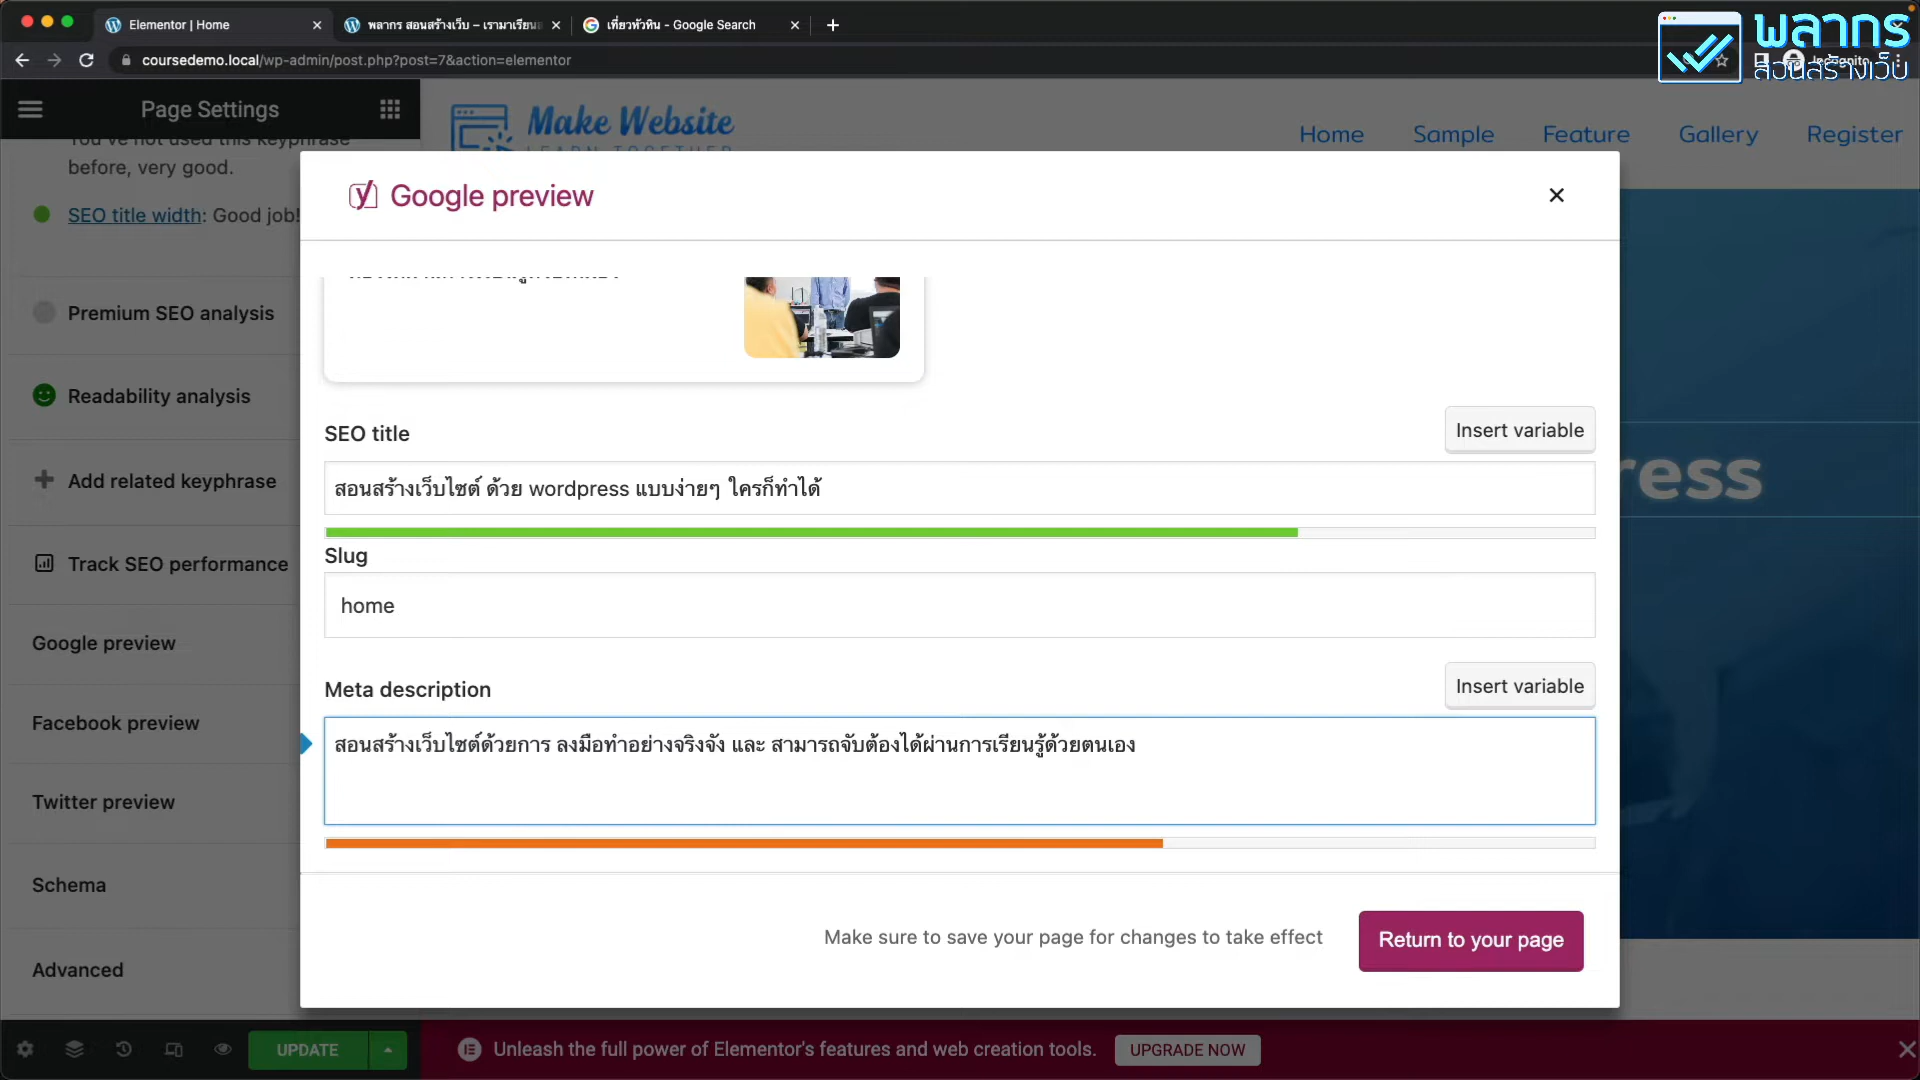 Elementor | Home
พลากร สอนสร้างเว็บ – เรามาเรียน
เที่ยวหัวหิน - Google Search
coursedemo.local/wp-admin/post.php?post=7&action=elementor
พลากร
สอนสร้างเว็บ
Page Settings
Make Website
Home
Sample
Feature
Gallery
Register
You've not used this keyphrase
before, very good.
SEO title width: Good job!
Premium SEO analysis
Readability analysis
Add related keyphrase
Track SEO performance
Google preview
Facebook preview
Twitter preview
Schema
Advanced
Google preview
SEO title
Insert variable
สอนสร้างเว็บไซต์ ด้วย wordpress แบบง่ายๆ ใครก็ทำได้
Slug
home
Meta description
Insert variable
สอนสร้างเว็บไซต์ด้วยการ ลงมือทำอย่างจริงจัง และ สามารถจับต้องได้ผ่านการเรียนรู้ด้วยตนเอง
Make sure to save your page for changes to take effect
Return to your page
ress
UPDATE
Unleash the full power of Elementor's features and web creation tools.
UPGRADE NOW